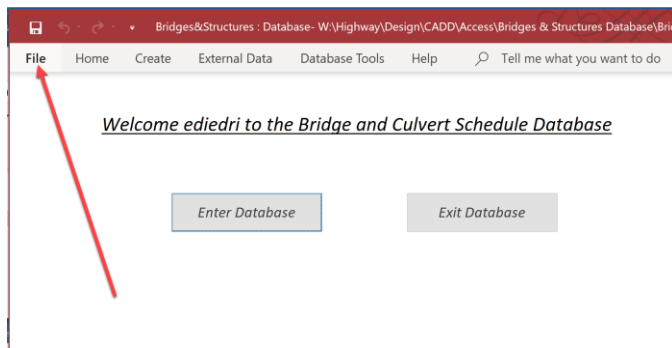 Bridges&Structures : Database- W:\Highway\Design\CADD\Access\Bridges & Structures Database\Bri
File Home Create External Data Database Tools Help Tell me what you want to do
Welcome ediedri to the Bridge and Culvert Schedule Database
Enter Database Exit Database